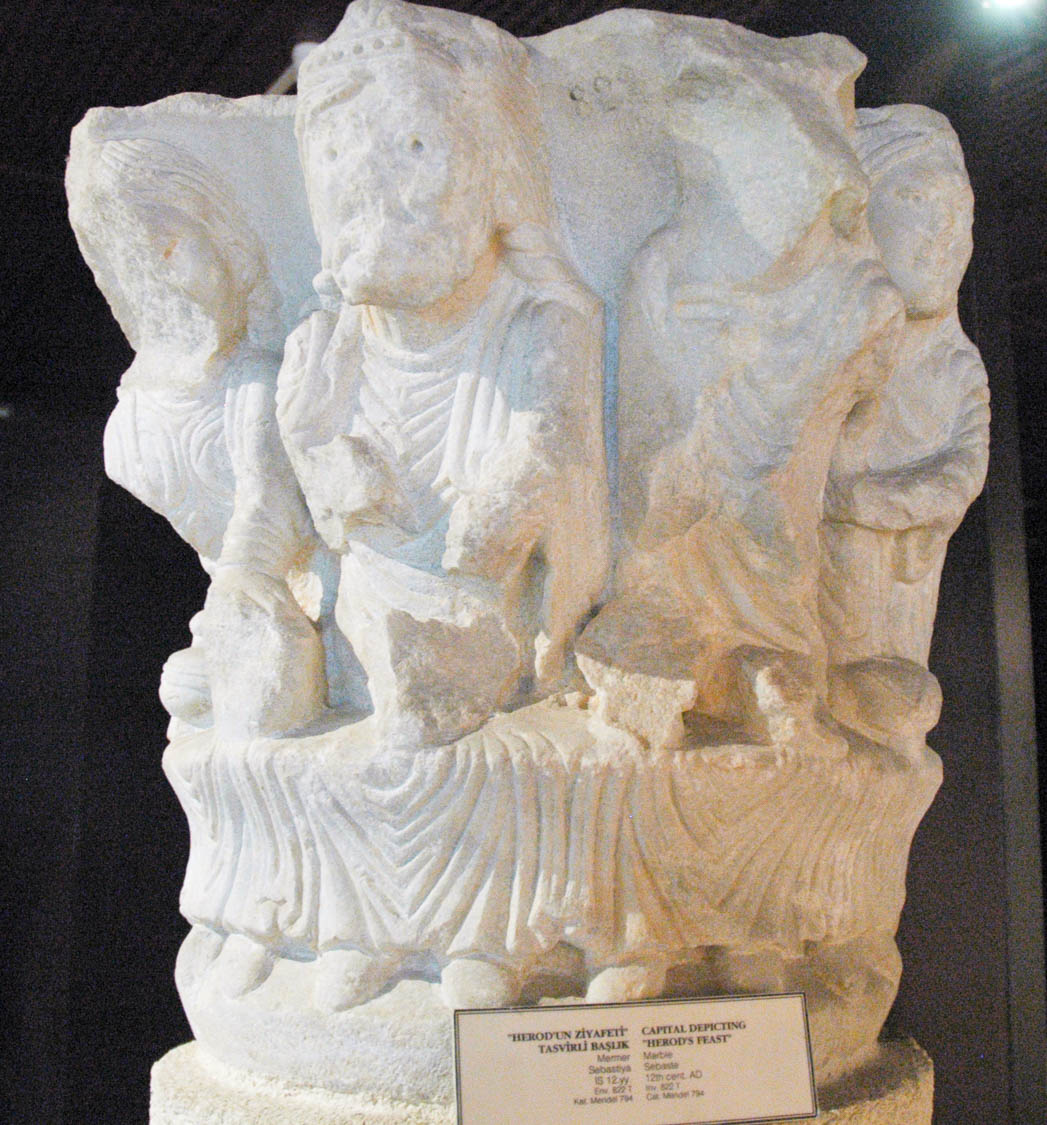 822
"HEROD'UN ZİYAFETİ"
TASVİRLİ BAŞLIK
Mermer
Sebastiya
İS 12.yy
Env. 822 T
Kat. Mendel 794
CAPITAL DEPICTING
"HEROD'S FEAST"
Marble
Sebaste
12th cent. AD
Inv. 822 T
Cat. Mendel 794